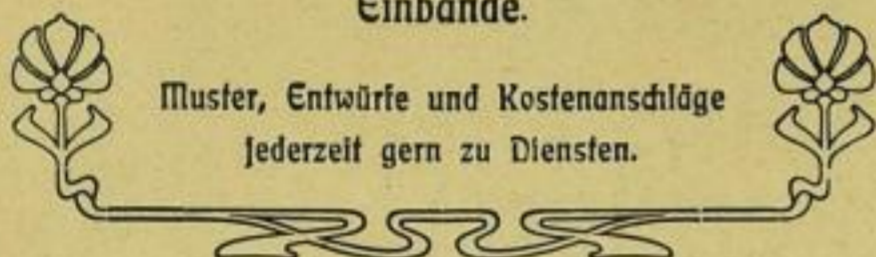 Einbände.
Muster, Entwürfe und Kostenanschläge
jederzeit gern zu Diensten.